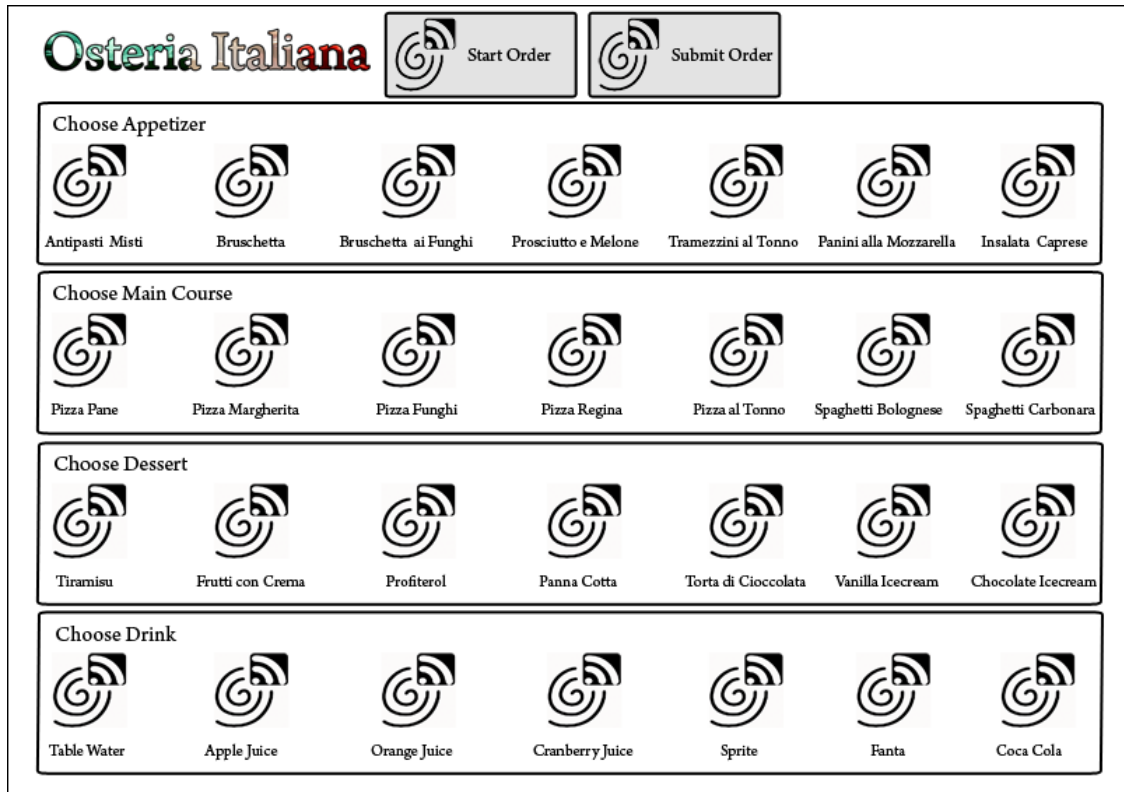 Osteria Italiana
Start Order
Submit Order
Choose Appetizer
Antipasti Misti
Bruschetta
Bruschetta ai Funghi
Prosciutto e Melone
Tramezzini al Tonno
Panini alla Mozzarella
Insalata Caprese
Choose Main Course
Pizza Pane
Pizza Margherita
Pizza Funghi
Pizza Regina
Pizza al Tonno
Spaghetti Bolognese
Spaghetti Carbonara
Choose Dessert
Tiramisu
Frutti con Crema
Profiterol
Panna Cotta
Torta di Cioccolata
Vanilla Icecream
Chocolate Icecream
Choose Drink
Table Water
Apple Juice
Orange Juice
Cranberry Juice
Sprite
Fanta
Coca Cola